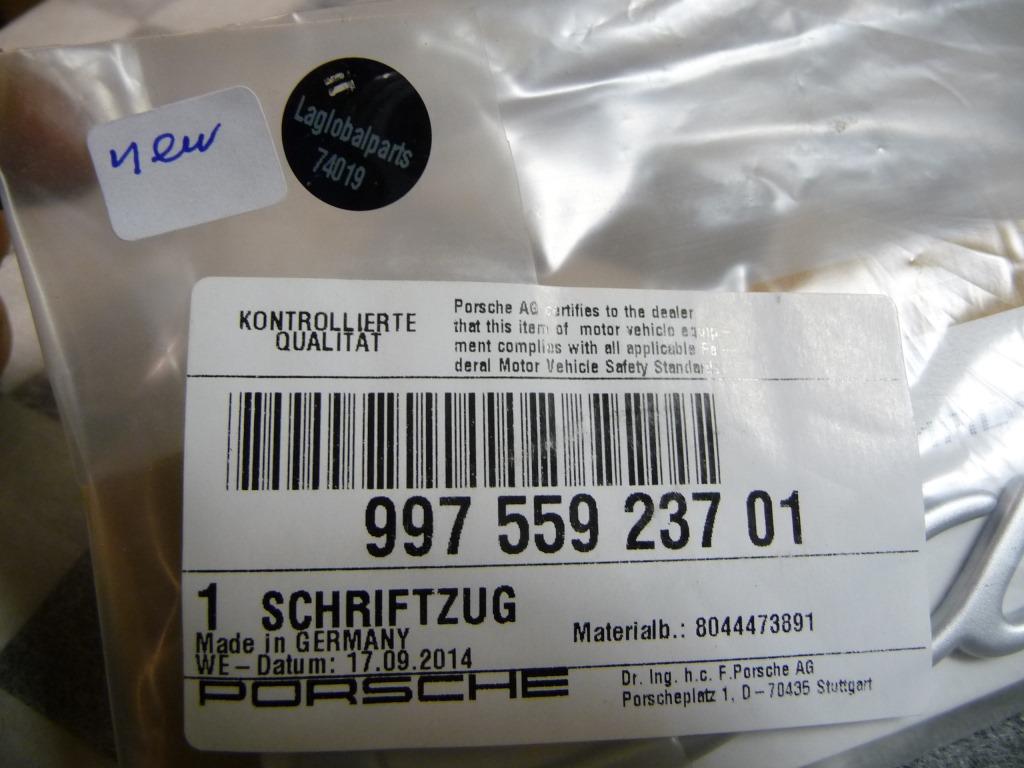 new
Laglobalparts
74019
KONTROLLIERTE
QUALITAT
Porsche AG certifies to the dealer
that this item of motor vehicle equip-
ment complies with all applicable Fe
deral Motor Vehicle Safety Standar
997 559 237 01
1 SCHRIFTZUG
Made in GERMANY
WE-Datum: 17.09.2014
Materialb.: 8044473891
PORSCHE
Dr. Ing. h.c. F.Porsche AG
Porscheplatz 1, D-70435 Stuttgart